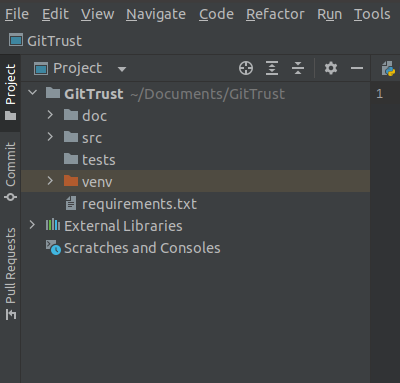 File Edit View Navigate Code Refactor Run Tools
GitTrust
Project
1
GitTrust ~/Documents/GitTrust
doc
src
tests
venv
requirements.txt
External Libraries
Scratches and Consoles
Project
Commit
Pull Requests